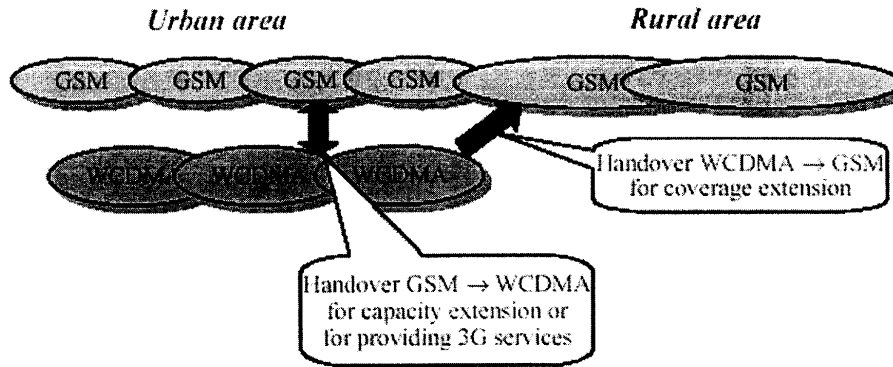 Urban area Rural area
GSM GSM GSM GSM GSM GSM
WCDMA WCDMA WCDMA
Handover WCDMA → GSM
for coverage extension
Handover GSM → WCDMA
for capacity extension or
for providing 3G services